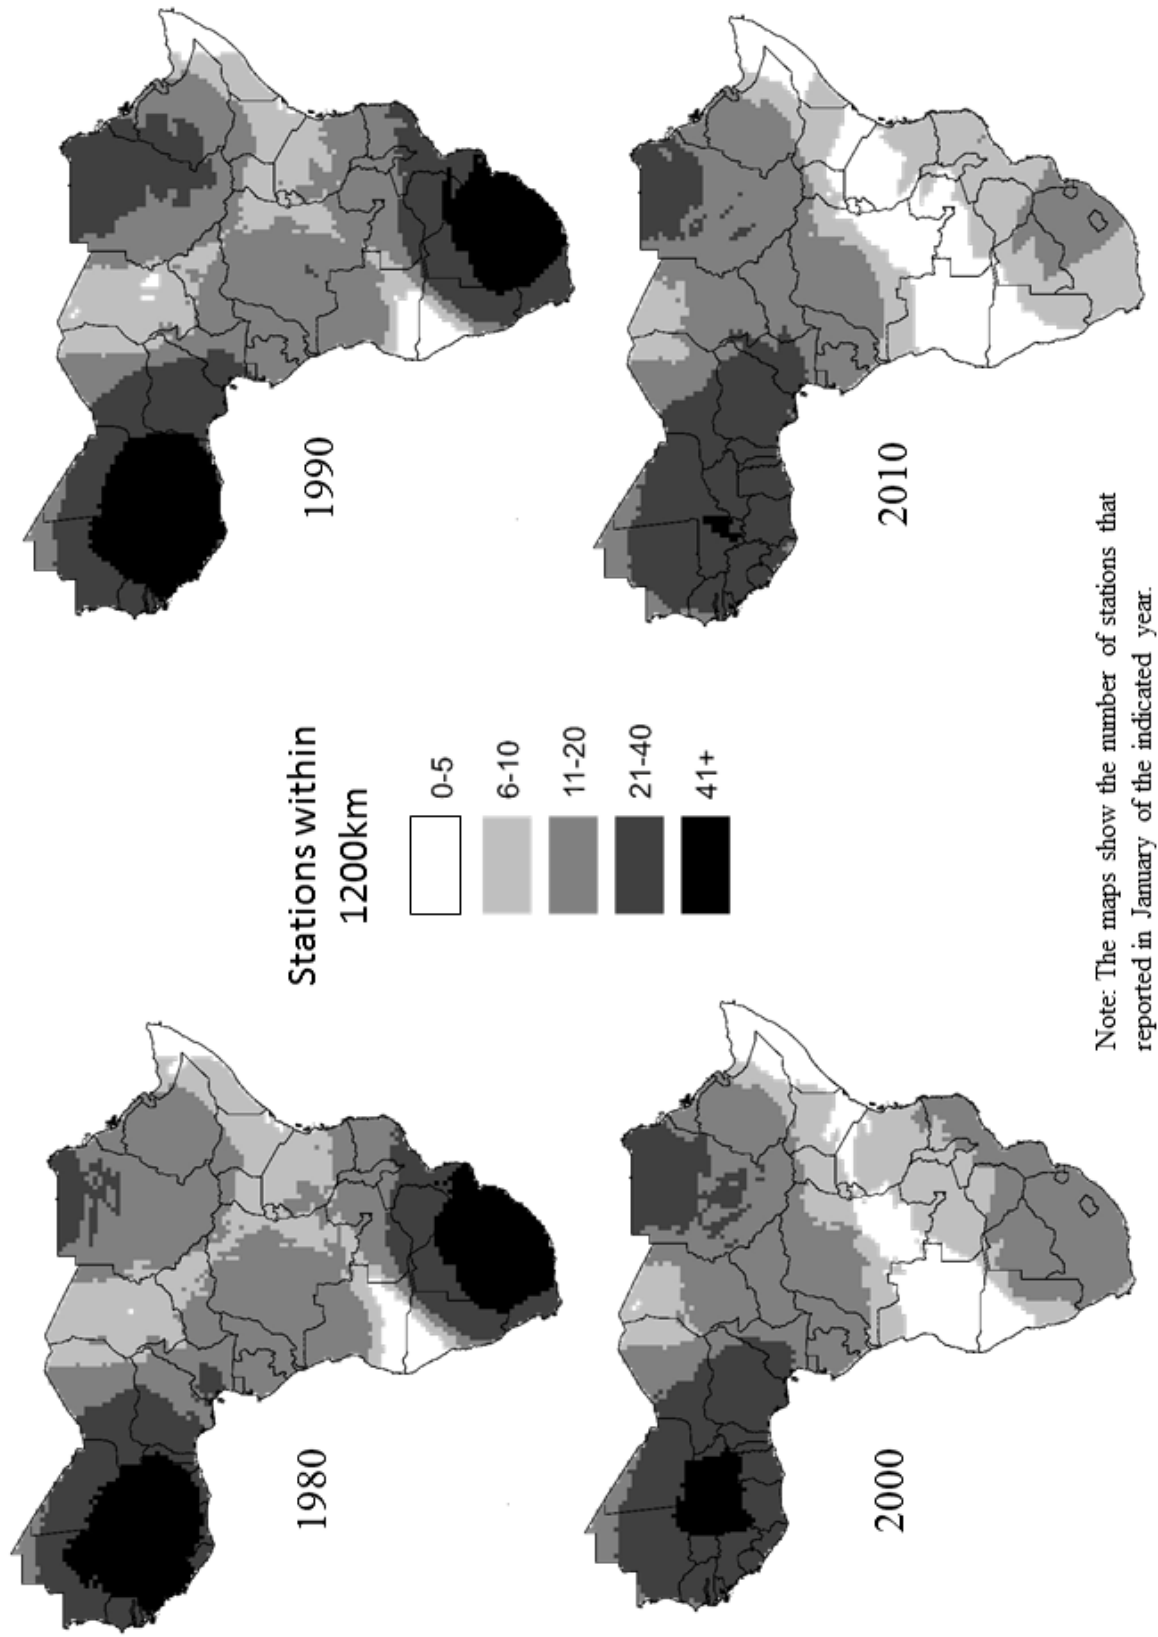 1980
1990
Stations within
1200km
0-5
6-10
11-20
21-40
41+
2000
2010
Note: The maps show the number of stations that
reported in January of the indicated year.